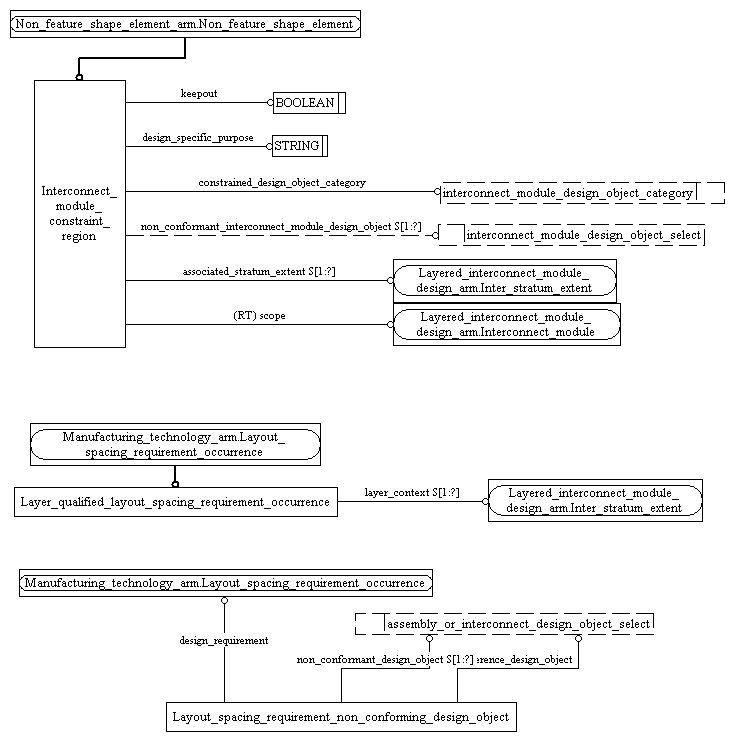 Non_feature_shape_element_arm.Non_feature_shape_element
keepout
BOOLEAN
design_specific_purpose
STRING
constrained_design_object_category
interconnect_module_design_object_category
Interconnect_
module_
constraint_
region
non_conformant_interconnect_module_design_object S[1:?]
interconnect_module_design_object_select
associated_stratum_extent S[1:?]
Layered_interconnect_module_
design_arm.Inter_stratum_extent
(RT) scope
Layered_interconnect_module_
design_arm.Interconnect_module
Manufacturing_technology_arm.Layout_
spacing_requirement_occurrence
Layer_qualified_layout_spacing_requirement_occurrence
layer_context S[1:?]
Layered_interconnect_module_
design_arm.Inter_stratum_extent
Manufacturing_technology_arm.Layout_spacing_requirement_occurrence
assembly_or_interconnect_design_object_select
design_requirement
non_conformant_design_object S[1:?]
rence_design_object
Layout_spacing_requirement_non_conforming_design_object